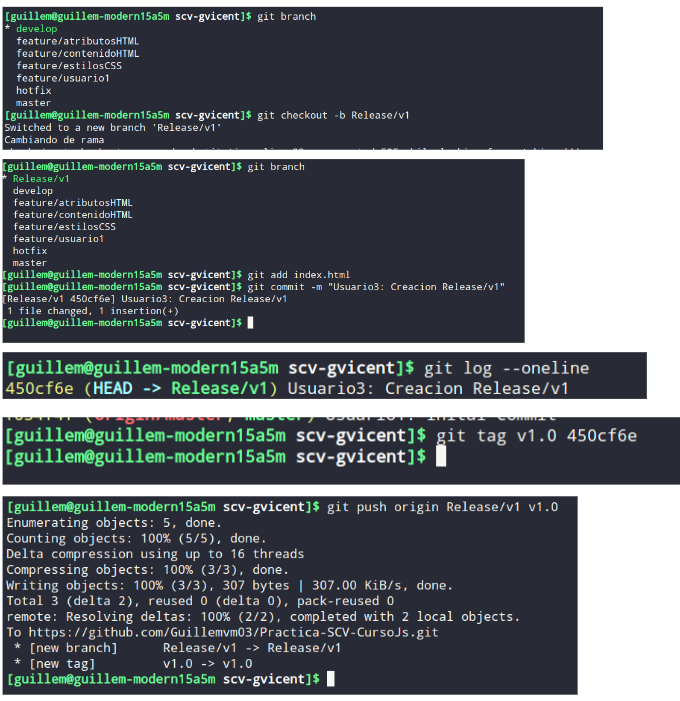 [guillem@guillem-modern15a5m scv-gvicent]$ git branch
* develop
feature/atributosHTML
feature/contenidoHTML
feature/estilosCSS
feature/usuario1
hotfix
master
[guillem@guillem-modern15a5m scv-gvicent]$ git checkout -b Release/v1
Switched to a new branch 'Release/v1'
Cambiando de rama
[guillem@guillem-modern15a5m scv-gvicent]$ git branch
* Release/v1
develop
feature/atributosHTML
feature/contenidoHTML
feature/estilosCSS
feature/usuario1
hotfix
master
[guillem@guillem-modern15a5m scv-gvicent]$ git add index.html
[guillem@guillem-modern15a5m scv-gvicent]$ git commit -m "Usuario3: Creacion Release/v1"
[Release/v1 450cf6e] Usuario3: Creacion Release/v1
1 file changed, 1 insertion(+)
[guillem@guillem-modern15a5m scv-gvicent]$
[guillem@guillem-modern15a5m scv-gvicent]$ git log --oneline
450cf6e (HEAD -> Release/v1) Usuario3: Creacion Release/v1
[guillem@guillem-modern15a5m scv-gvicent]$ git tag v1.0 450cf6e
[guillem@guillem-modern15a5m scv-gvicent]$
[guillem@guillem-modern15a5m scv-gvicent]$ git push origin Release/v1 v1.0
Enumerating objects: 5, done.
Counting objects: 100% (5/5), done.
Delta compression using up to 16 threads
Compressing objects: 100% (3/3), done.
Writing objects: 100% (3/3), 307 bytes | 307.00 KiB/s, done.
Total 3 (delta 2), reused 0 (delta 0), pack-reused 0
remote: Resolving deltas: 100% (2/2), completed with 2 local objects.
To https://github.com/Guillemvm03/Practica-SCV-CursoJs.git
* [new branch] Release/v1 -> Release/v1
* [new tag] v1.0 -> v1.0
[guillem@guillem-modern15a5m scv-gvicent]$